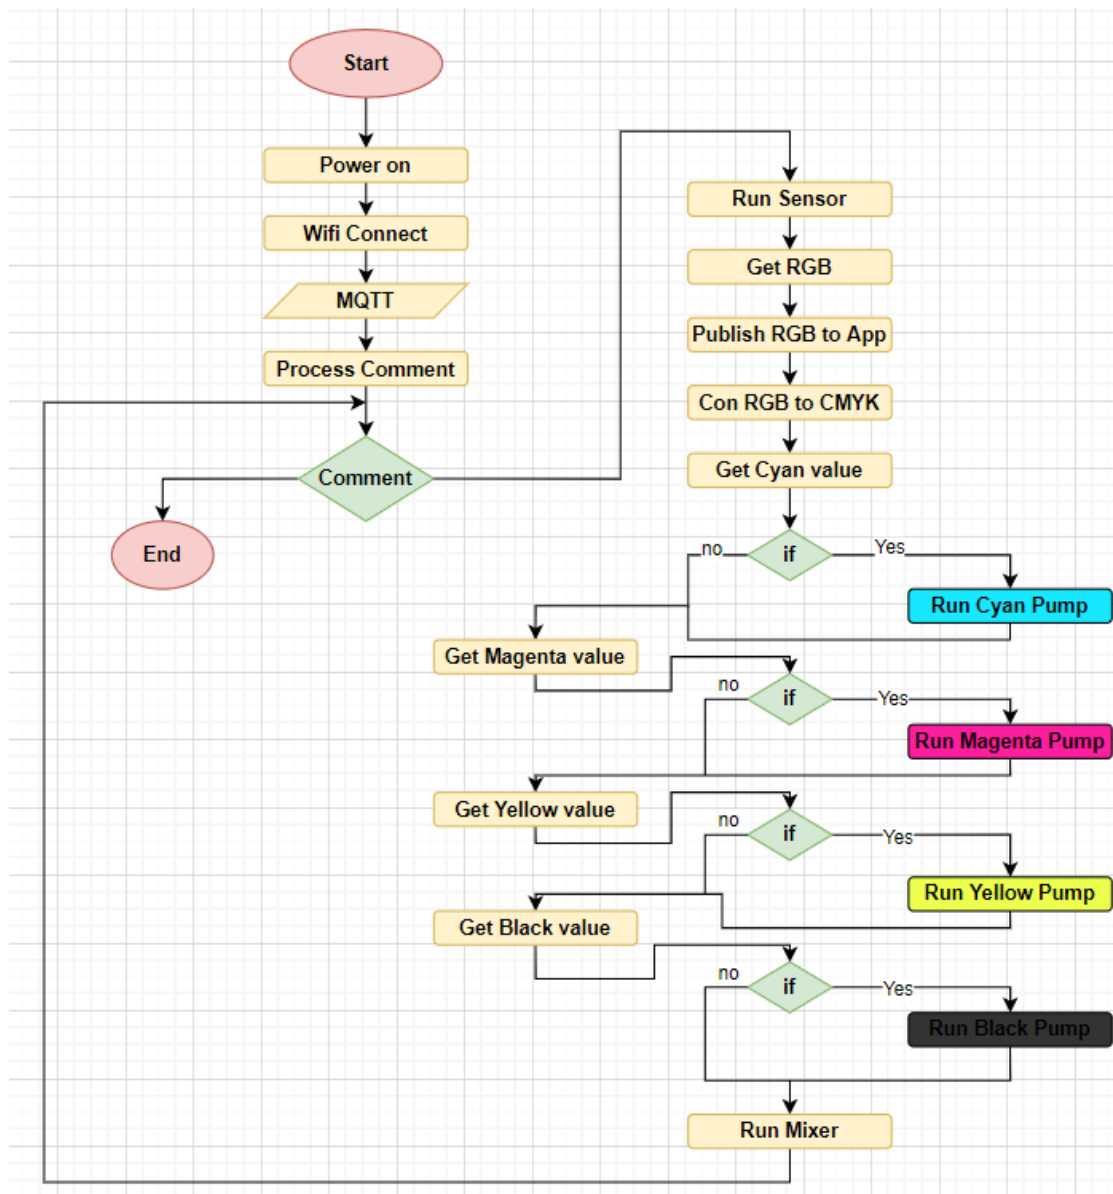 Start
Power on
Wifi Connect
MQTT
Process Comment
Comment
End
Run Sensor
Get RGB
Publish RGB to App
Con RGB to CMYK
Get Cyan value
if
no
Yes
Run Cyan Pump
Get Magenta value
if
no
Yes
Run Magenta Pump
Get Yellow value
if
no
Yes
Run Yellow Pump
Get Black value
if
no
Yes
Run Black Pump
Run Mixer